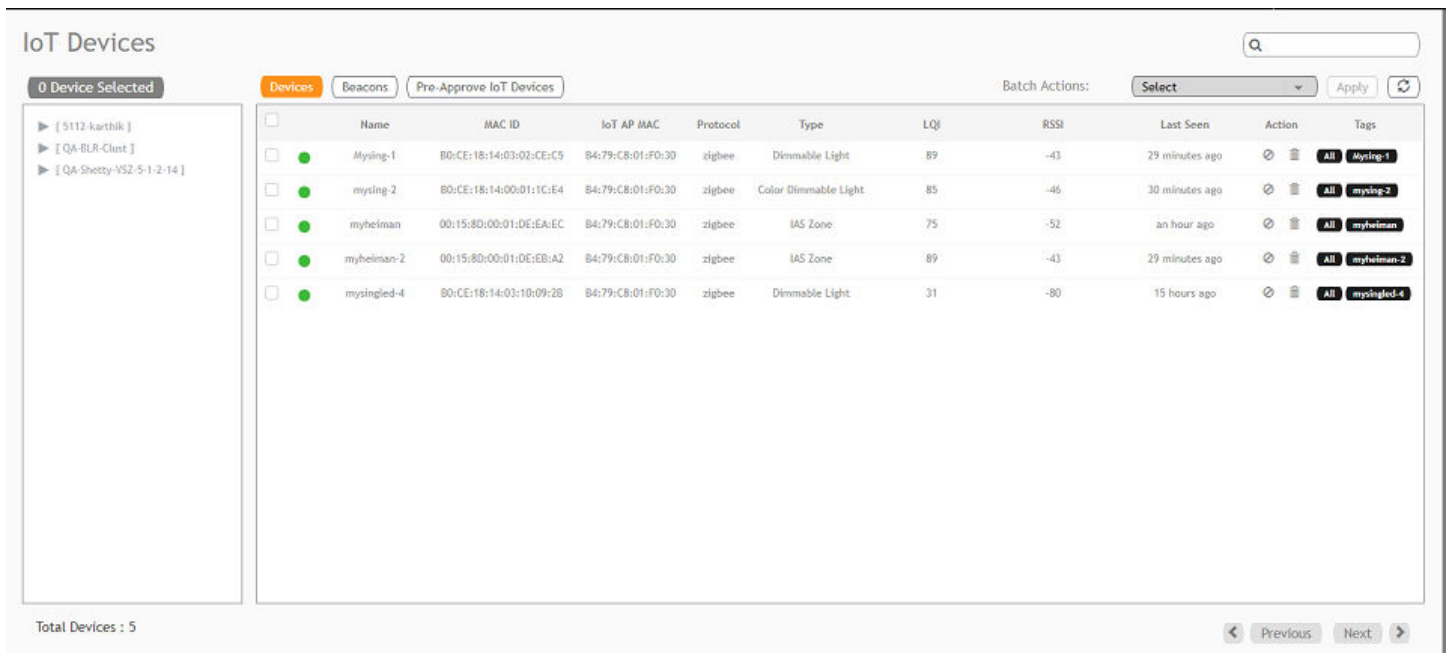 IoT Devices
0 Device Selected
Devices Beacons Pre-Approve IoT Devices Batch Actions: Select Apply
[ 5112-karthik ]
[ QA-BLR-Clust ]
[ QA-Shetty-VSZ-5-1-2-14 ]
Name MAC ID IoT AP MAC Protocol Type LQI RSSI Last Seen Action Tags
Mysing-1 B0:CE:18:14:03:02:CE:C5 B4:79:C8:01:F0:30 zigbee Dimmable Light 89 -43 29 minutes ago All Mysing-1
mysing-2 B0:CE:18:14:00:01:1C:E4 B4:79:C8:01:F0:30 zigbee Color Dimmable Light 85 -46 30 minutes ago All mysing-2
myheiman 00:15:8D:00:01:DE:EA:EC B4:79:C8:01:F0:30 zigbee IAS Zone 75 -52 an hour ago All myheiman
myheiman-2 00:15:8D:00:01:DE:EB:A2 B4:79:C8:01:F0:30 zigbee IAS Zone 89 -43 29 minutes ago All myheiman-2
mysingled-4 B0:CE:18:14:03:10:09:2B B4:79:C8:01:F0:30 zigbee Dimmable Light 31 -80 15 hours ago All mysingled-4
Total Devices : 5
Previous Next